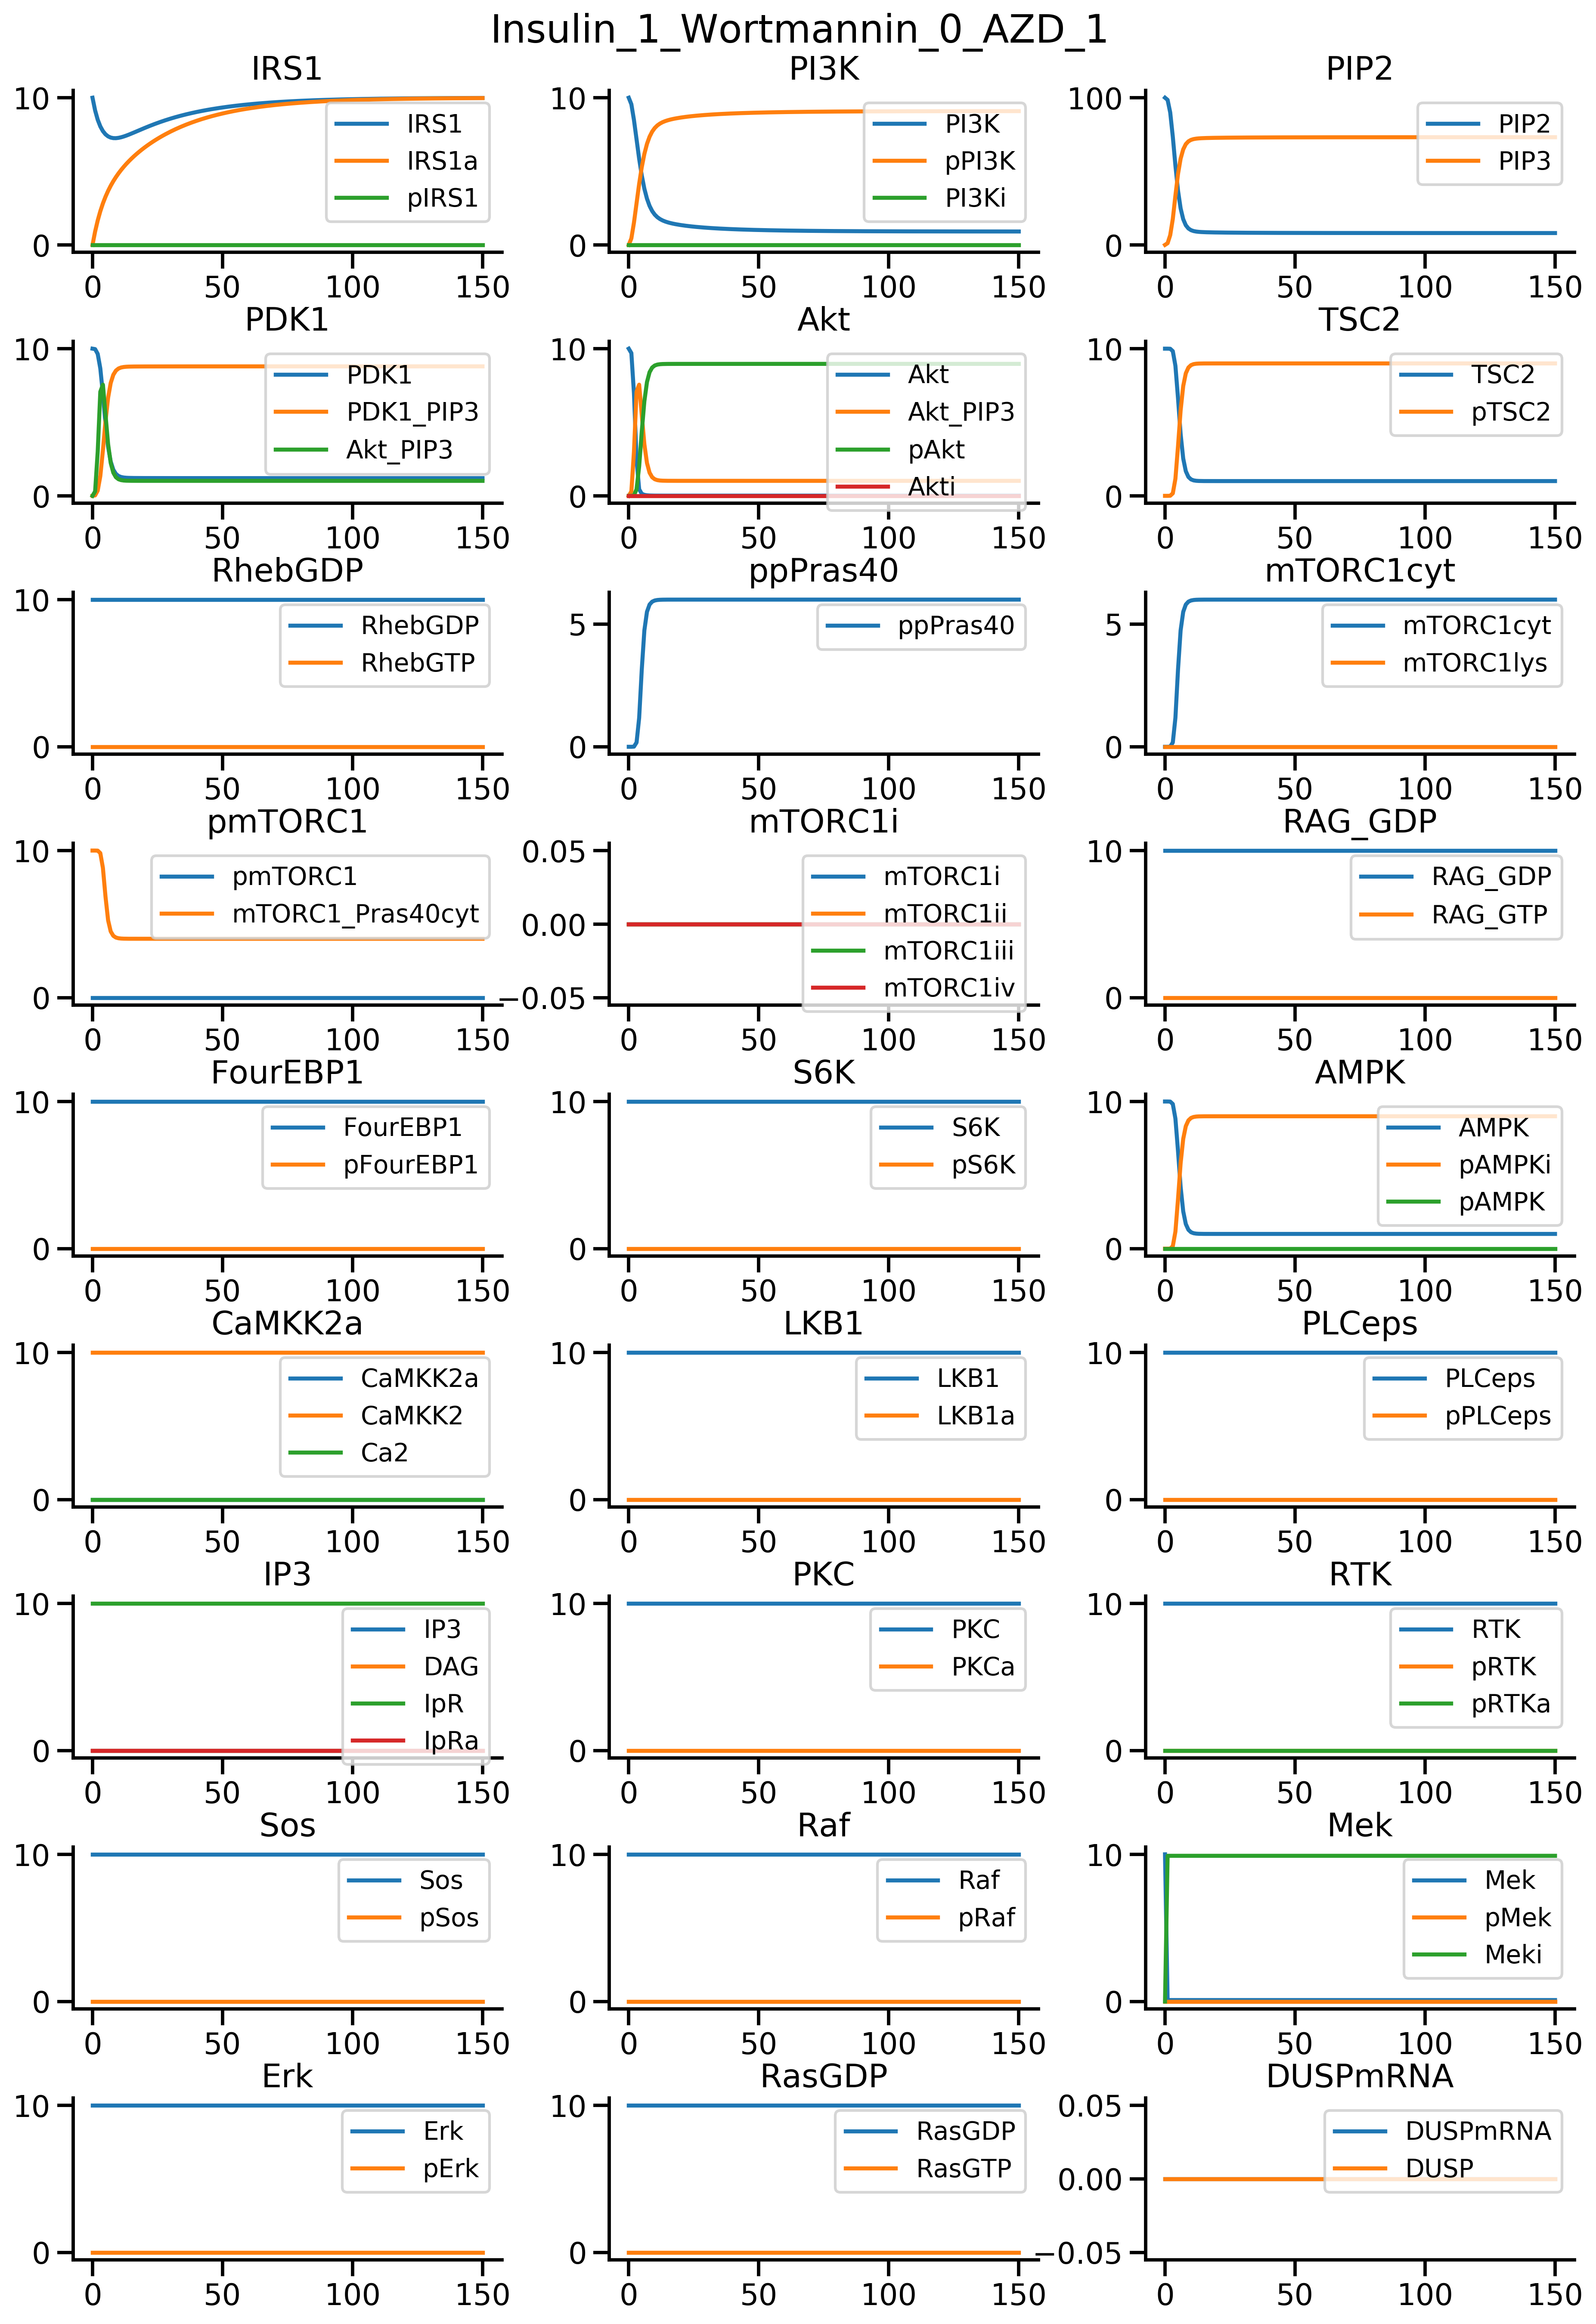 Insulin_1_Wortmannin_0_AZD_1
IRS1
10
0
0 50 100 150
IRS1
IRS1a
pIRS1
PI3K
10
0
0 50 100 150
PI3K
pPI3K
PI3Ki
PIP2
100
0
0 50 100 150
PIP2
PIP3
PDK1
10
0
0 50 100 150
PDK1
PDK1_PIP3
Akt_PIP3
Akt
10
0
0 50 100 150
Akt
Akt_PIP3
pAkt
Akti
TSC2
10
0
0 50 100 150
TSC2
pTSC2
RhebGDP
10
0
0 50 100 150
RhebGDP
RhebGTP
ppPras40
5
0
0 50 100 150
ppPras40
mTORC1cyt
5
0
0 50 100 150
mTORC1cyt
mTORC1lys
pmTORC1
10
0
0 50 100 150
pmTORC1
mTORC1_Pras40cyt
mTORC1i
0.05
0.00
−0.05
0 50 100 150
mTORC1i
mTORC1ii
mTORC1iii
mTORC1iv
RAG_GDP
10
0
0 50 100 150
RAG_GDP
RAG_GTP
FourEBP1
10
0
0 50 100 150
FourEBP1
pFourEBP1
S6K
10
0
0 50 100 150
S6K
pS6K
AMPK
10
0
0 50 100 150
AMPK
pAMPKi
pAMPK
CaMKK2a
10
0
0 50 100 150
CaMKK2a
CaMKK2
Ca2
LKB1
10
0
0 50 100 150
LKB1
LKB1a
PLCeps
10
0
0 50 100 150
PLCeps
pPLCeps
IP3
10
0
0 50 100 150
IP3
DAG
IpR
IpRa
PKC
10
0
0 50 100 150
PKC
PKCa
RTK
10
0
0 50 100 150
RTK
pRTK
pRTKa
Sos
10
0
0 50 100 150
Sos
pSos
Raf
10
0
0 50 100 150
Raf
pRaf
Mek
10
0
0 50 100 150
Mek
pMek
Meki
Erk
10
0
0 50 100 150
Erk
pErk
RasGDP
10
0
0 50 100 150
RasGDP
RasGTP
DUSPmRNA
0.05
0.00
−0.05
0 50 100 150
DUSPmRNA
DUSP